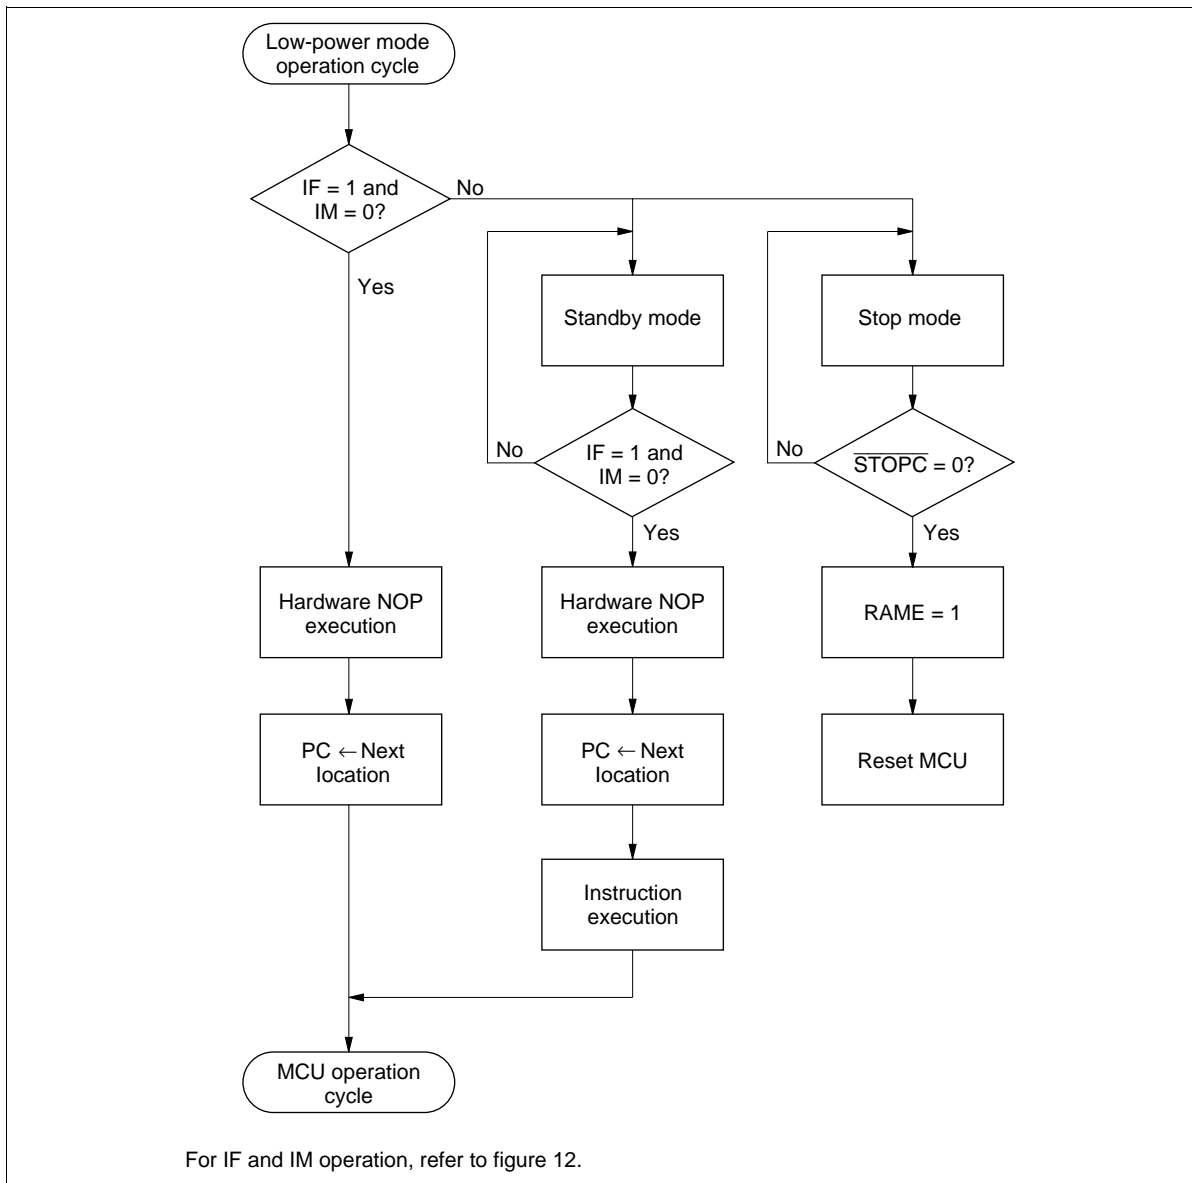 Low-power mode
operation cycle
IF = 1 and
IM = 0?
No
Yes
Standby mode
Stop mode
No
IF = 1 and
IM = 0?
No
S̅T̅O̅P̅C̅ = 0?
Yes
Yes
Hardware NOP
execution
Hardware NOP
execution
RAME = 1
PC ← Next
location
PC ← Next
location
Reset MCU
Instruction
execution
MCU operation
cycle
For IF and IM operation, refer to figure 12.